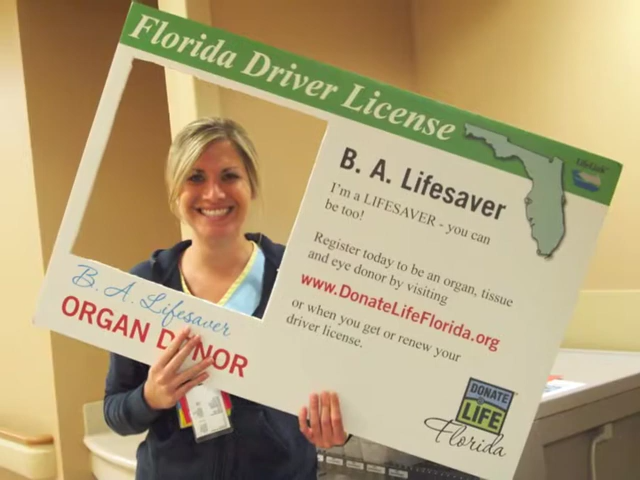 Florida Driver License
LifeLink
B. A. Lifesaver
I'm a LIFESAVER - you can
be too!
Register today to be an organ, tissue
and eye donor by visiting
www.DonateLifeFlorida.org
or when you get or renew your
driver license.
B. A. Lifesaver
ORGAN D NOR
DONATE
LIFE
Florida